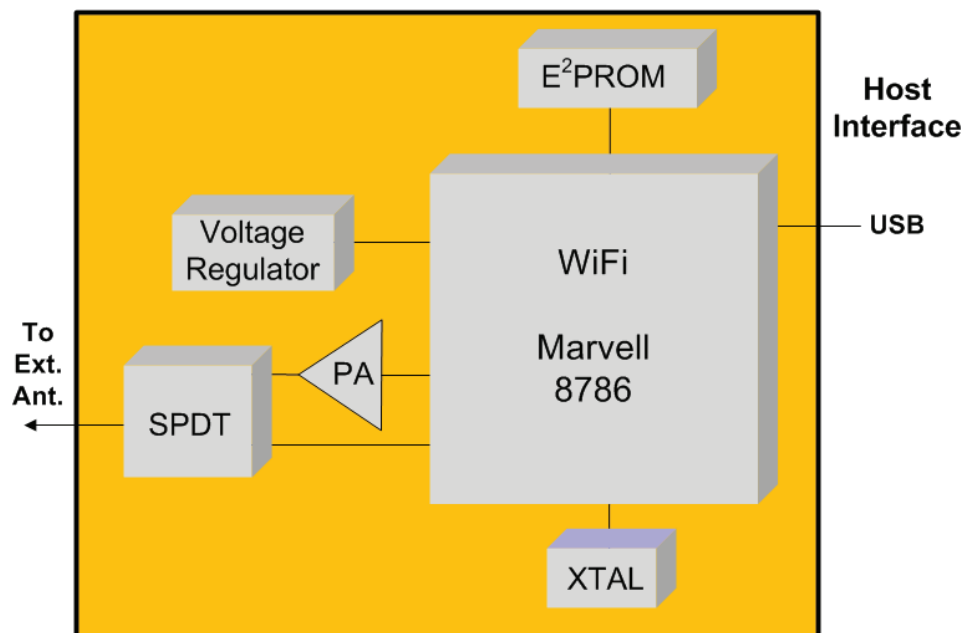 E²PROM
Host
Interface
Voltage
Regulator
WiFi
Marvell
8786
USB
To
Ext.
Ant.
PA
SPDT
XTAL